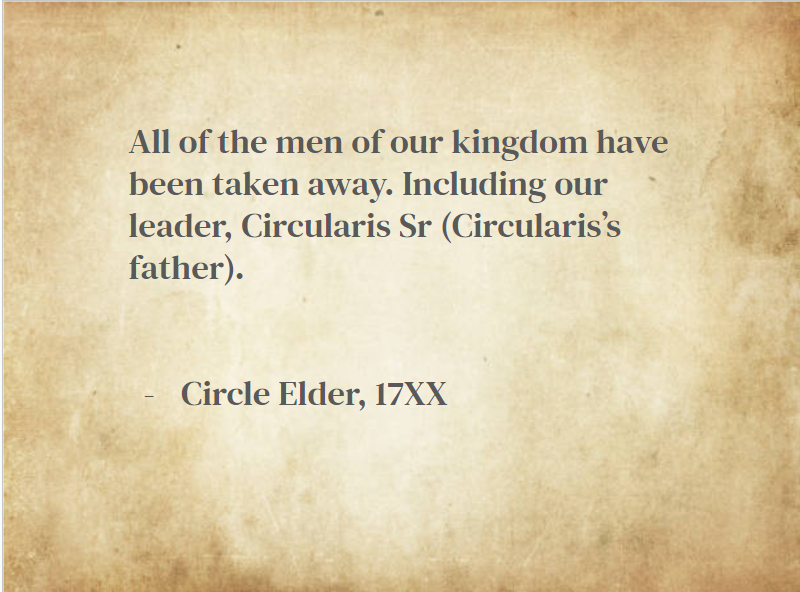 All of the men of our kingdom have
been taken away. Including our
leader, Circularis Sr (Circularis’s
father).
- Circle Elder, 17XX